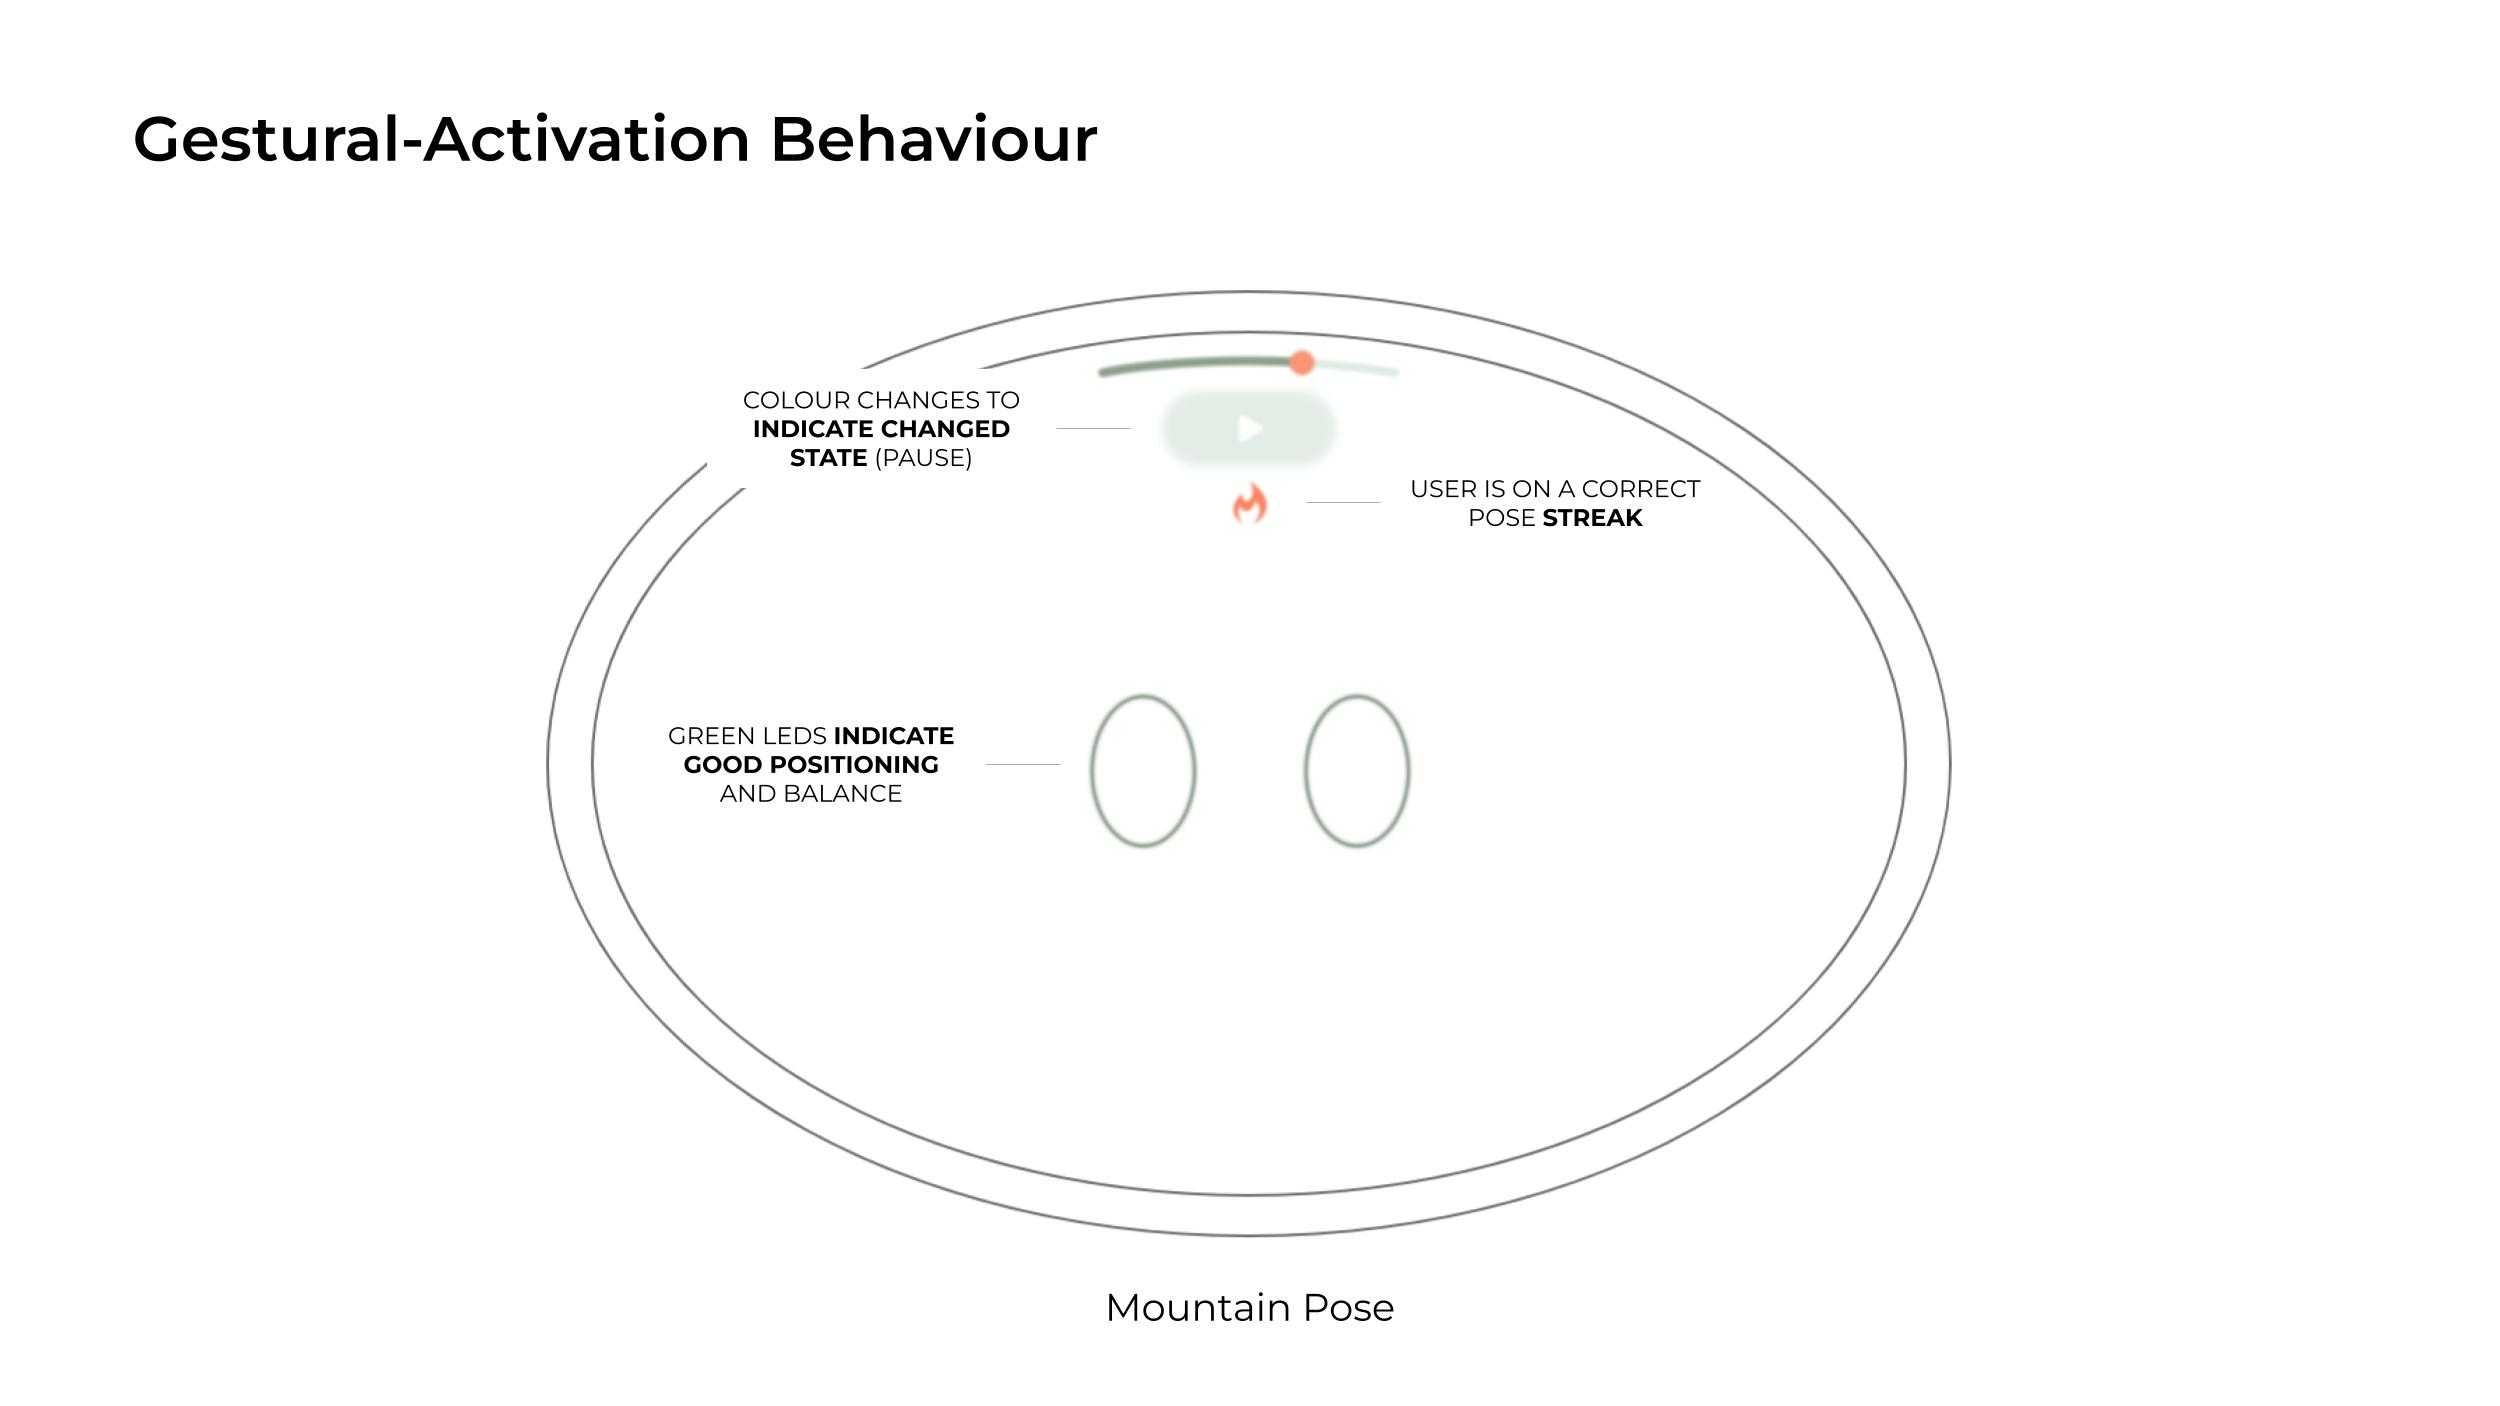 Gestural-Activation Behaviour
COLOUR CHANGES TO
INDICATE CHANGED
STATE (PAUSE)
USER IS ON A CORRECT
POSE STREAK
GREEN LEDS INDICATE
GOOD POSITIONING
AND BALANCE
Mountain Pose